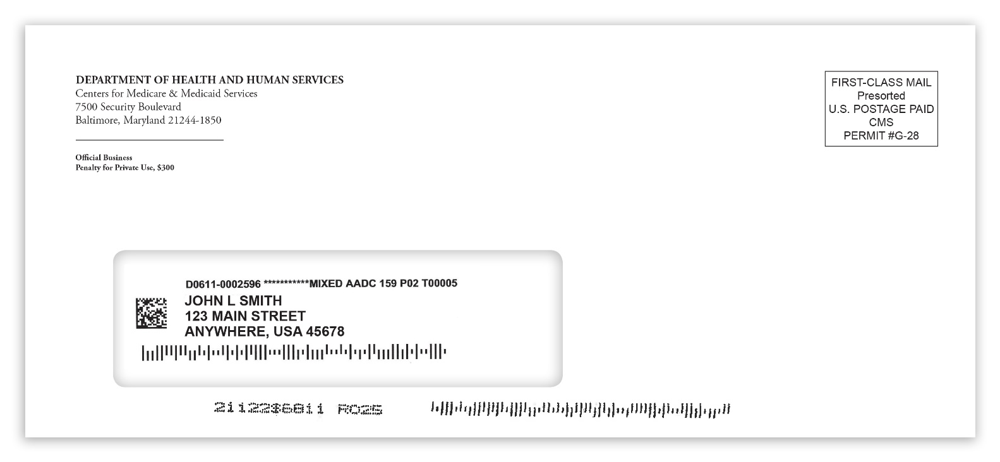 DEPARTMENT OF HEALTH AND HUMAN SERVICES
Centers for Medicare & Medicaid Services
7500 Security Boulevard
Baltimore, Maryland 21244-1850
Official Business
Penalty for Private Use, $300
FIRST-CLASS MAIL
Presorted
U.S. POSTAGE PAID
CMS
PERMIT #G-28
D0611-0002596 ***********MIXED AADC 159 P02 T00005
JOHN L SMITH
123 MAIN STREET
ANYWHERE, USA 45678
R025